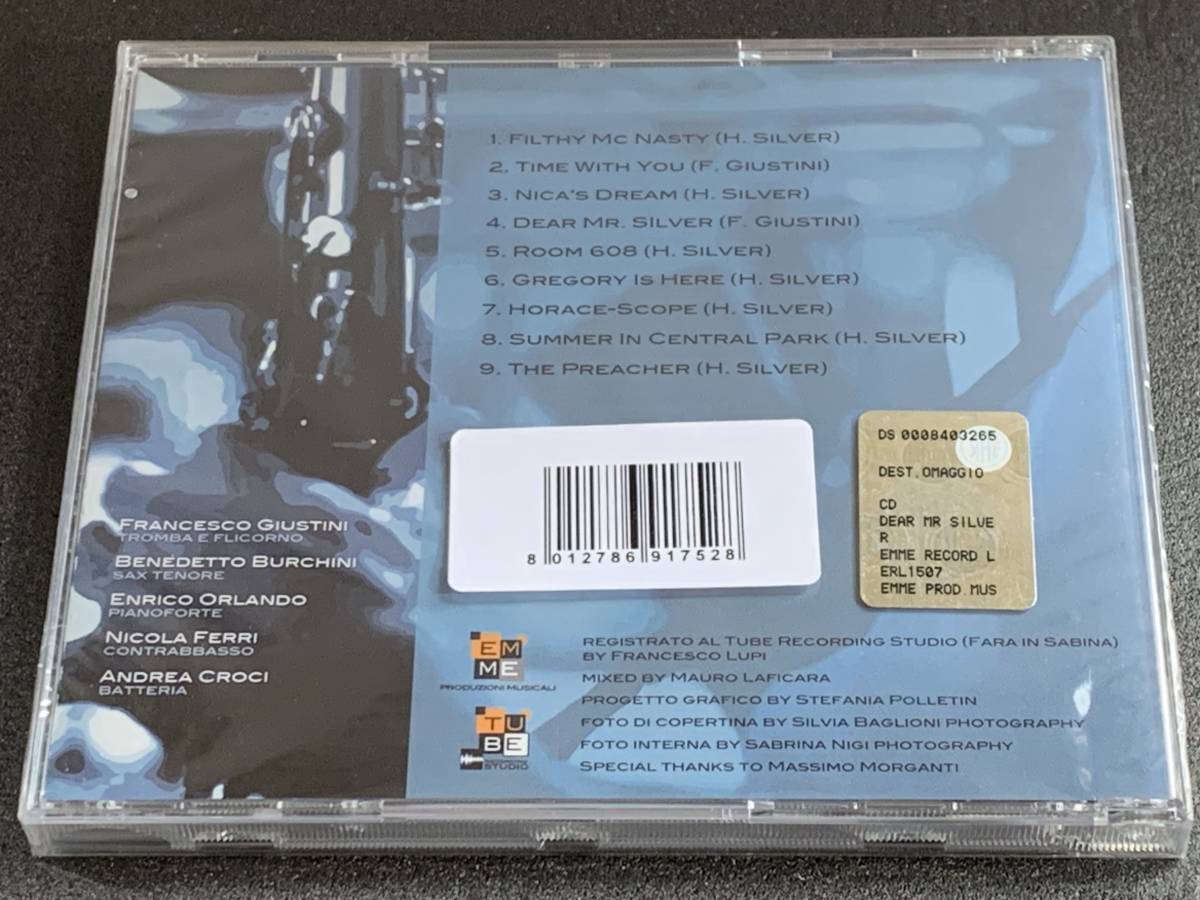 1. Filthy Mc Nasty (H. Silver)
2. Time With You (F. Giustini)
3. Nica's Dream (H. Silver)
4. Dear Mr. Silver (F. Giustini)
5. Room 608 (H. Silver)
6. Gregory Is Here (H. Silver)
7. Horace-Scope (H. Silver)
8. Summer in Central Park (H. Silver)
9. The Preacher (H. Silver)
Francesco Giustini
tromba e flicorno
Benedetto Burchini
sax tenore
Enrico Orlando
pianoforte
Nicola Ferri
contrabbasso
Andrea Croci
batteria
8 012786 917528
DS 0008403265
DEST.OMAGGIO
CD
DEAR MR SILVE
R
EMME RECORD L
ERL1507
EMME PROD.MUS
EM
ME
PRODUZIONI MUSICALI
TU
BE
STUDIO
registrato al Tube Recording Studio (Fara in Sabina)
by Francesco Lupi
mixed by Mauro Laficara
progetto grafico by Stefania Polletin
foto di copertina by Silvia Baglioni photography
foto interna by Sabrina Nigi photography
special thanks to Massimo Morganti